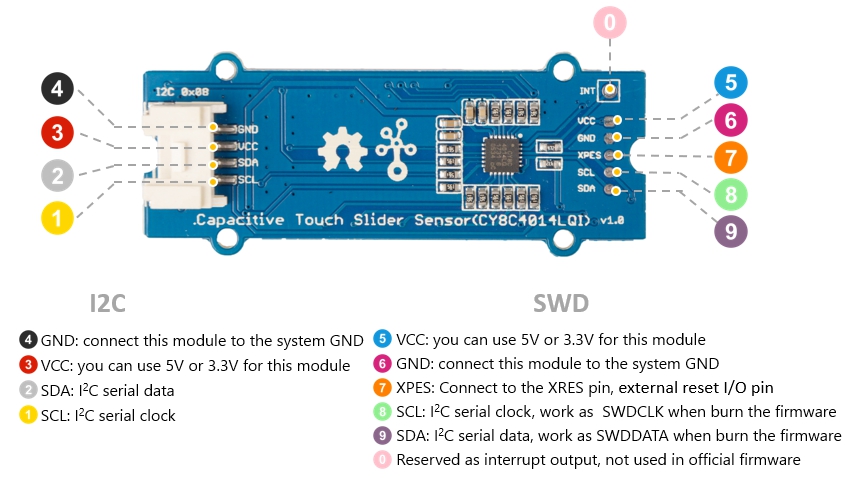 0
I2C 0x08
INT
4
GND
VCC
5
3
VCC
GND
6
2
SDA
XPES
7
1
SCL
SCL
8
SDA
9
Capacitive Touch Slider Sensor(CY8C4014LQI) v1.0
I2C
4 GND: connect this module to the system GND
3 VCC: you can use 5V or 3.3V for this module
2 SDA: I²C serial data
1 SCL: I²C serial clock
SWD
5 VCC: you can use 5V or 3.3V for this module
6 GND: connect this module to the system GND
7 XPES: Connect to the XRES pin, external reset I/O pin
8 SCL: I²C serial clock, work as SWDCLK when burn the firmware
9 SDA: I²C serial data, work as SWDDATA when burn the firmware
0 Reserved as interrupt output, not used in official firmware